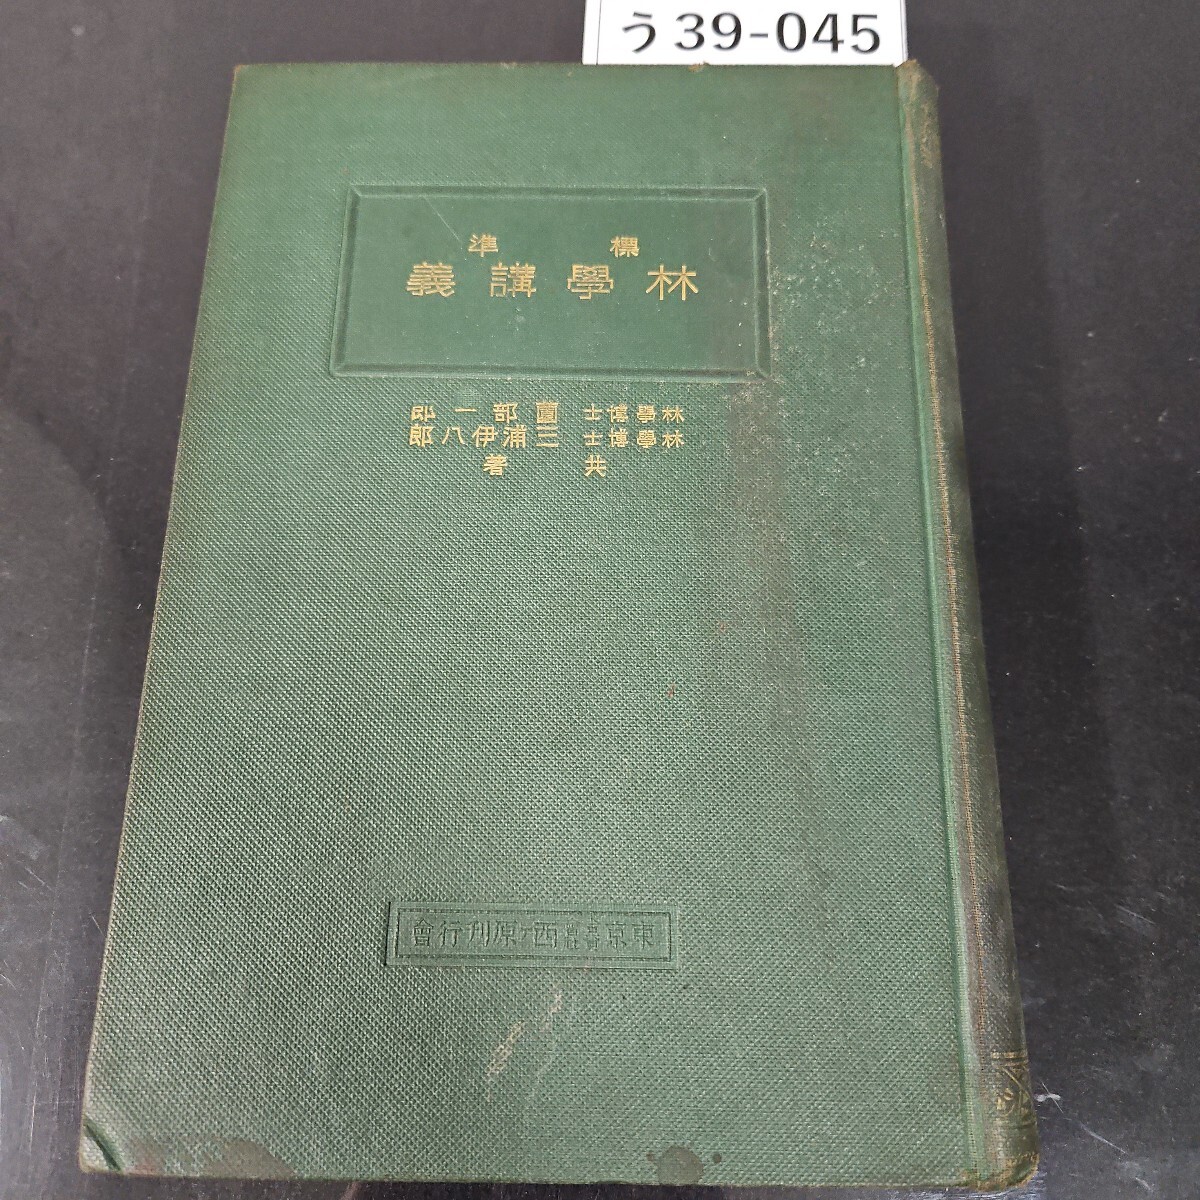 う39-045
標準
林學講義
林學博士 薗部一郎
林學博士 三浦伊八郎
共著
東京 西ケ原刊行會